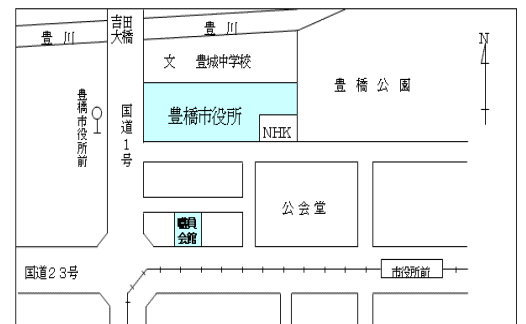 吉田
大橋
豊 川
豊 川
N
文 豊城中学校
豊 橋 公 園
豊橋市役所
NHK
豊橋市役所前
国道1号
公 会 堂
職員
会館
国道23号
市役所前